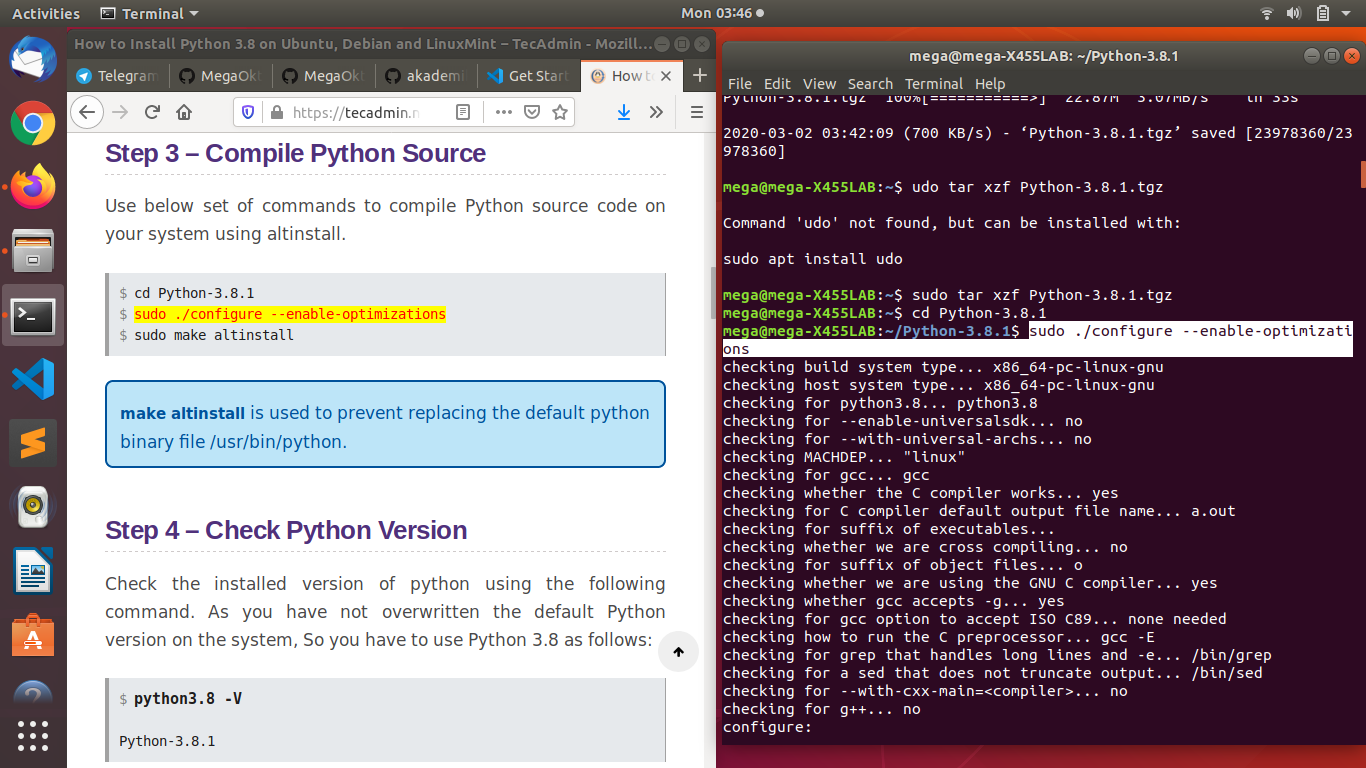 Activities
Terminal
Mon 03:46
How to Install Python 3.8 on Ubuntu, Debian and LinuxMint – TecAdmin - Mozill...
Telegram
MegaOk
MegaOk
akademi
Get Start
How to
https://tecadmin.n
Step 3 – Compile Python Source
Use below set of commands to compile Python source code on
your system using altinstall.
$ cd Python-3.8.1
$ sudo ./configure --enable-optimizations
$ sudo make altinstall
make altinstall is used to prevent replacing the default python
binary file /usr/bin/python.
Step 4 – Check Python Version
Check the installed version of python using the following
command. As you have not overwritten the default Python
version on the system, So you have to use Python 3.8 as follows:
$ python3.8 -V
Python-3.8.1
mega@mega-X455LAB: ~/Python-3.8.1
File Edit View Search Terminal Help
Python-3.8.1.tgz 100%[===========>] 22.87M 3.07MB/s in 33s
2020-03-02 03:42:09 (700 KB/s) - ‘Python-3.8.1.tgz’ saved [23978360/23
978360]
mega@mega-X455LAB:~$ udo tar xzf Python-3.8.1.tgz
Command 'udo' not found, but can be installed with:
sudo apt install udo
mega@mega-X455LAB:~$ sudo tar xzf Python-3.8.1.tgz
mega@mega-X455LAB:~$ cd Python-3.8.1
mega@mega-X455LAB:~/Python-3.8.1$ sudo ./configure --enable-optimizati
ons
checking build system type... x86_64-pc-linux-gnu
checking host system type... x86_64-pc-linux-gnu
checking for python3.8... python3.8
checking for --enable-universalsdk... no
checking for --with-universal-archs... no
checking MACHDEP... "linux"
checking for gcc... gcc
checking whether the C compiler works... yes
checking for C compiler default output file name... a.out
checking for suffix of executables...
checking whether we are cross compiling... no
checking for suffix of object files... o
checking whether we are using the GNU C compiler... yes
checking whether gcc accepts -g... yes
checking for gcc option to accept ISO C89... none needed
checking how to run the C preprocessor... gcc -E
checking for grep that handles long lines and -e... /bin/grep
checking for a sed that does not truncate output... /bin/sed
checking for --with-cxx-main=<compiler>... no
checking for g++... no
configure: